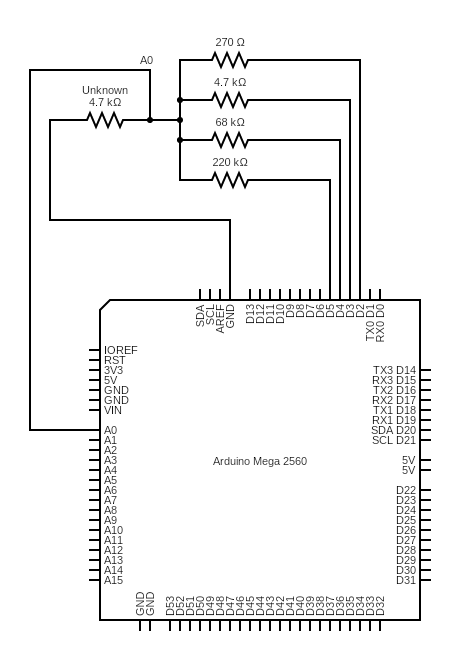 270 Ω
A0
4.7 kΩ
Unknown
4.7 kΩ
68 kΩ
220 kΩ
SDA
SCL
AREF
GND
D13
D12
D11
D10
D9
D8
D7
D6
D5
D4
D3
D2
TX0 D1
RX0 D0
IOREF
RST
3V3
5V
GND
GND
VIN
A0
A1
A2
A3
A4
A5
A6
A7
A8
A9
A10
A11
A12
A13
A14
A15
Arduino Mega 2560
TX3 D14
RX3 D15
TX2 D16
RX2 D17
TX1 D18
RX1 D19
SDA D20
SCL D21
5V
5V
D22
D23
D24
D25
D26
D27
D28
D29
D30
D31
GND
GND
D53
D52
D51
D50
D49
D48
D47
D46
D45
D44
D43
D42
D41
D40
D39
D38
D37
D36
D35
D34
D33
D32